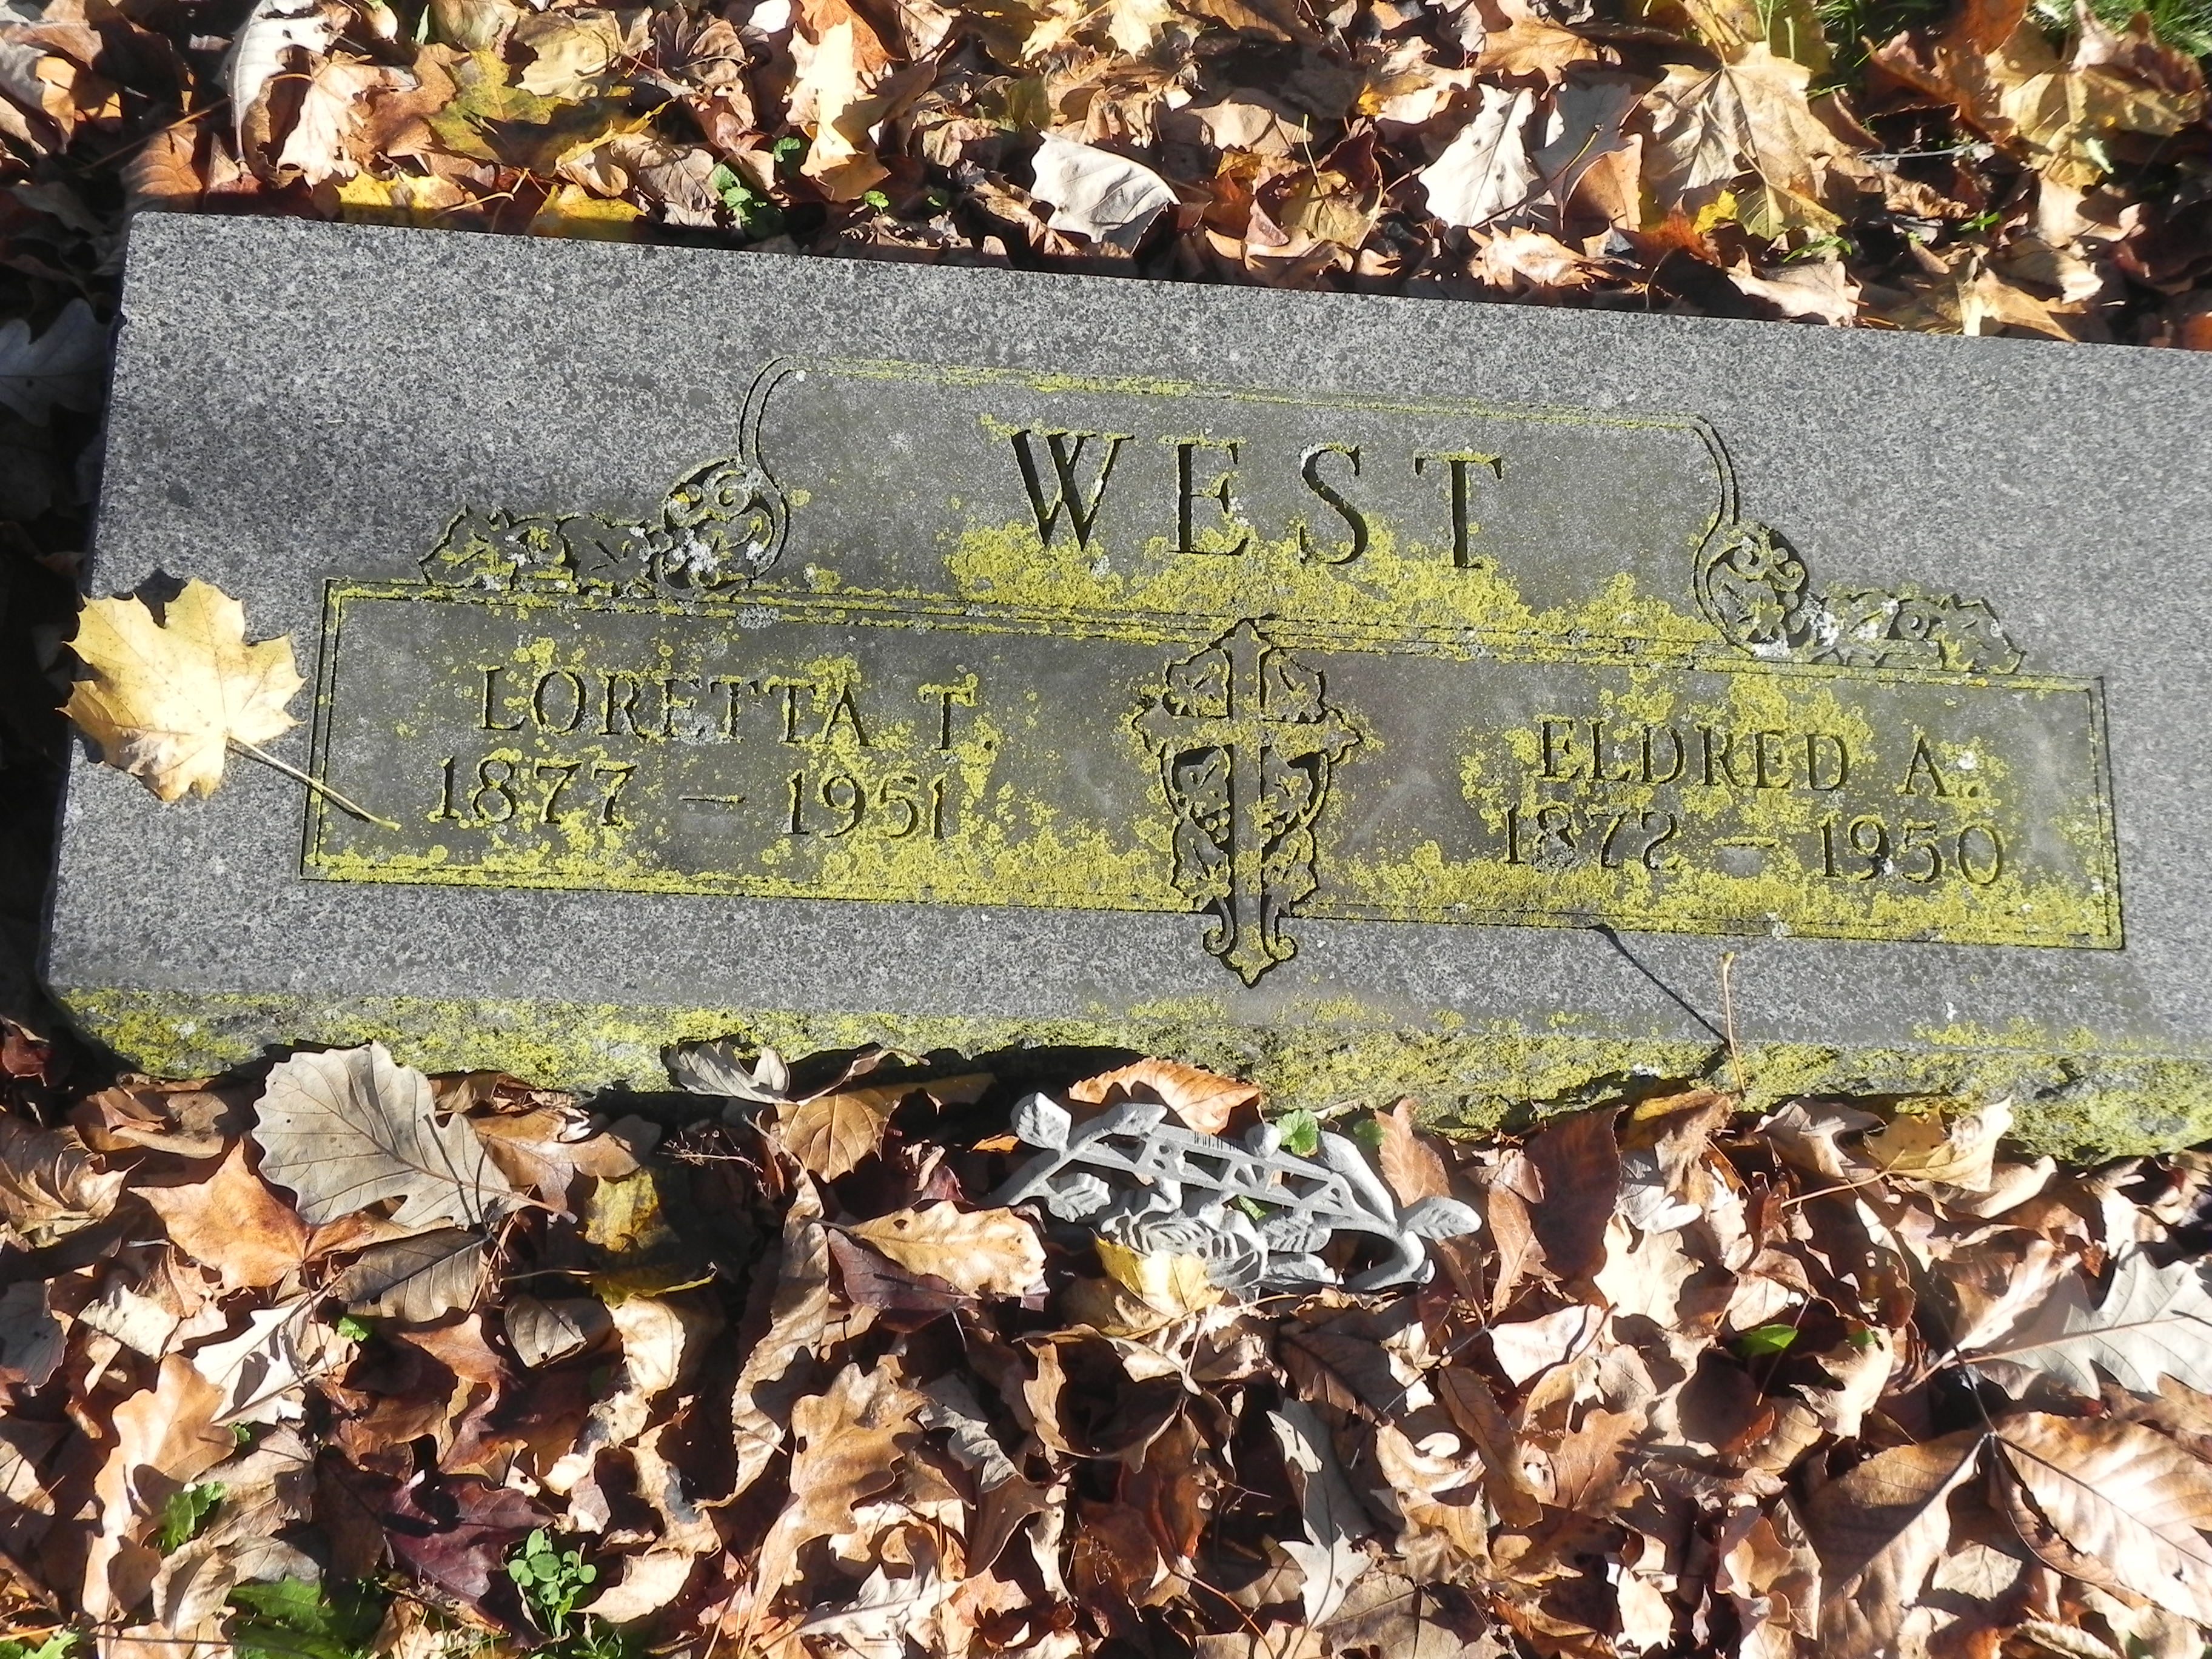 WEST
LORETTA T.
1877 – 1951
ELDRED A.
1872 – 1950